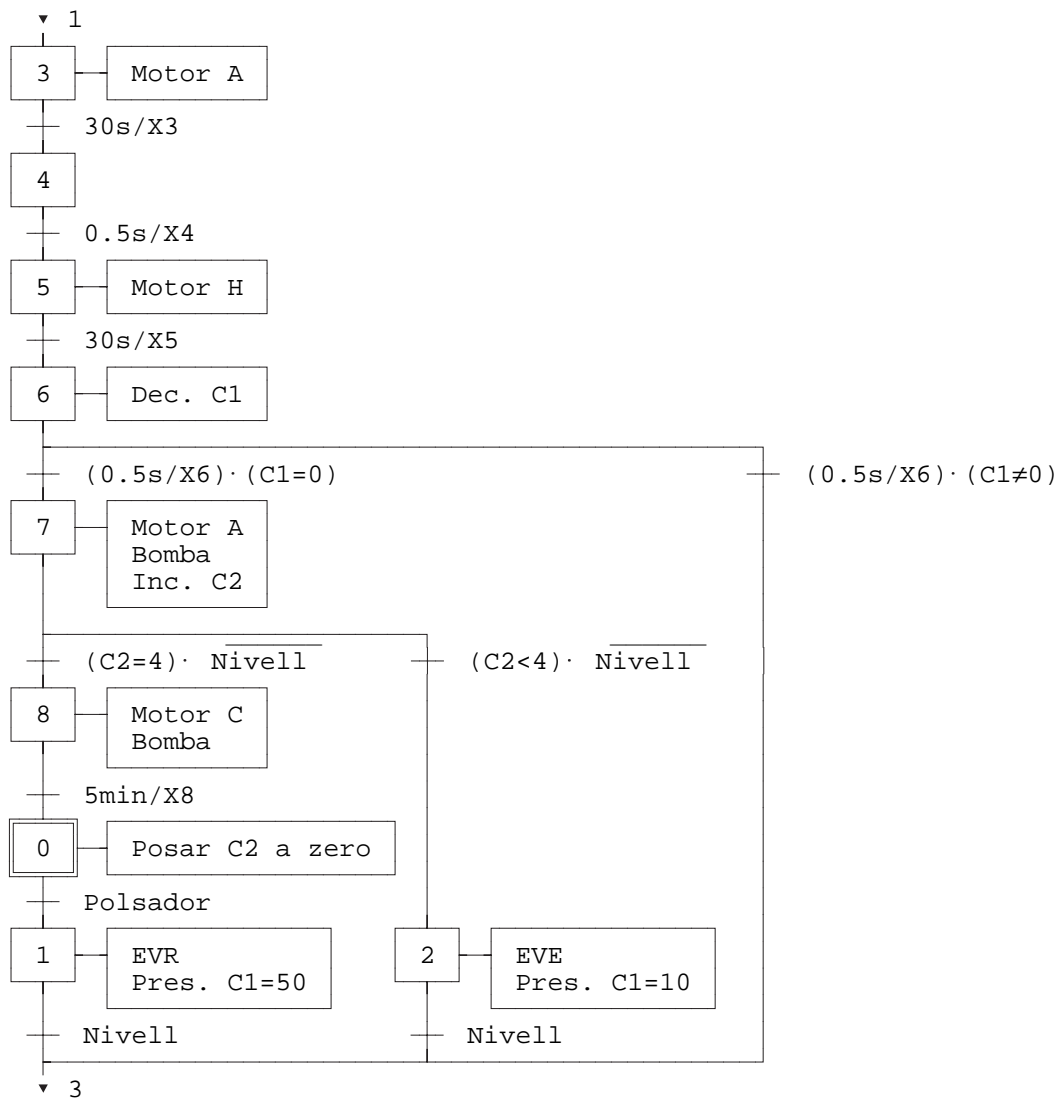 1
3
Motor A
30s/X3
4
0.5s/X4
5
Motor H
30s/X5
6
Dec. C1
(0.5s/X6)·(C1=0)
(0.5s/X6)·(C1≠0)
7
Motor A
Bomba
Inc. C2
(C2=4)· N̅i̅v̅e̅l̅l̅
(C2<4)· N̅i̅v̅e̅l̅l̅
8
Motor C
Bomba
5min/X8
0
Posar C2 a zero
Polsador
1
EVR
Pres. C1=50
2
EVE
Pres. C1=10
Nivell
Nivell
3